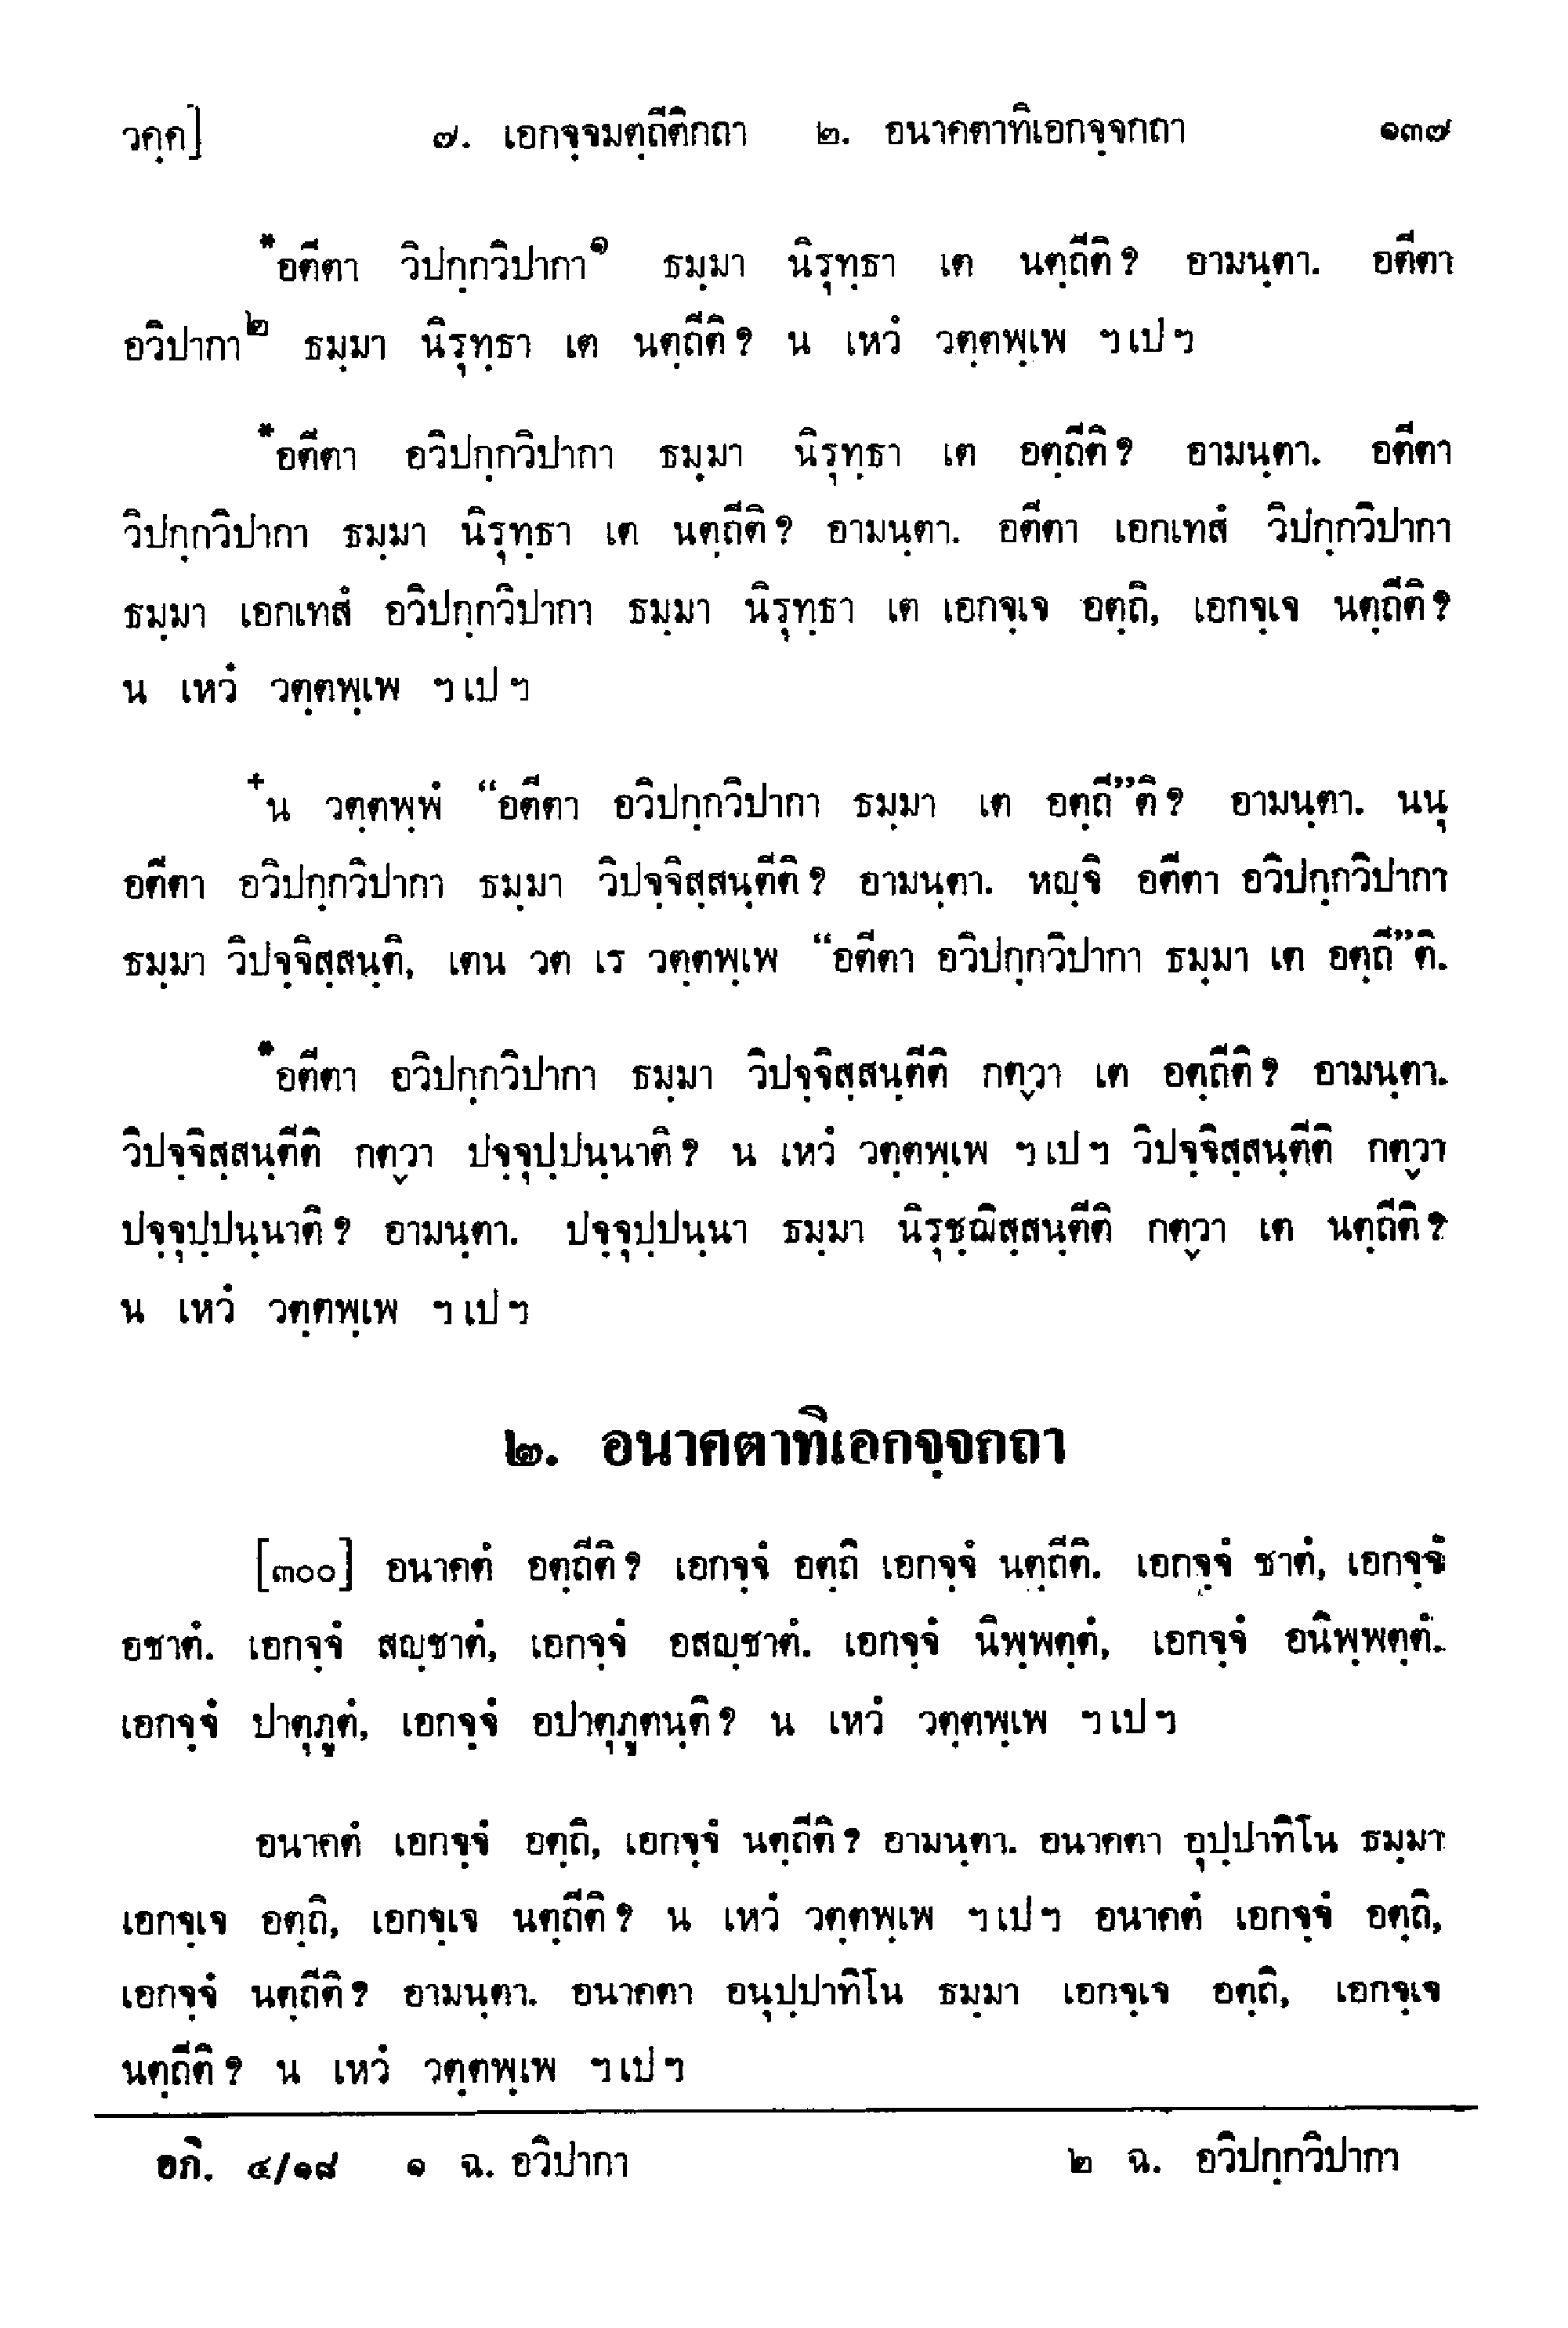 วคฺค] ๗. เอกจฺจมตฺถีติกถา ๒. อนาคตาทิเอกจฺจกถา ๑๓๗
*อตีตา วิปกฺกวิปากา๑ ธมฺมา นิรุทฺธา เต นตฺถีติ? อามนฺตา. อตีตา
อวิปากา๒ ธมฺมา นิรุทฺธา เต นตฺถีติ? น เหวํ วตฺตพฺเพ ฯเปฯ
*อตีตา อวิปกฺกวิปากา ธมฺมา นิรุทฺธา เต อตฺถีติ? อามนฺตา. อตีตา
วิปกฺกวิปากา ธมฺมา นิรุทฺธา เต นตฺถีติ? อามนฺตา. อตีตา เอกเทสํ วิปกฺกวิปากา
ธมฺมา เอกเทสํ อวิปกฺกวิปากา ธมฺมา นิรุทฺธา เต เอกจฺเจ อตฺถิ, เอกจฺเจ นตฺถีติ?
น เหวํ วตฺตพฺเพ ฯเปฯ
+น วตฺตพฺพํ “อตีตา อวิปกฺกวิปากา ธมฺมา เต อตฺถี”ติ? อามนฺตา. นนุ
อตีตา อวิปกฺกวิปากา ธมฺมา วิปจฺจิสฺสนฺตีติ? อามนฺตา. หญฺจิ อตีตา อวิปกฺกวิปากา
ธมฺมา วิปจฺจิสฺสนฺติ, เตน วต เร วตฺตพฺเพ “อตีตา อวิปกฺกวิปากา ธมฺมา เต อตฺถี”ติ.
*อตีตา อวิปกฺกวิปากา ธมฺมา วิปจฺจิสฺสนฺตีติ กตฺวา เต อตฺถีติ? อามนฺตา.
วิปจฺจิสฺสนฺตีติ กตฺวา ปจฺจุปฺปนฺนาติ? น เหวํ วตฺตพฺเพ ฯเปฯ วิปจฺจิสฺสนฺตีติ กตฺวา
ปจฺจุปฺปนฺนาติ? อามนฺตา. ปจฺจุปฺปนฺนา ธมฺมา นิรุชฺฌิสฺสนฺตีติ กตฺวา เต นตฺถีติ?
น เหวํ วตฺตพฺเพ ฯเปฯ
๒. อนาคตาทิเอกจฺจกถา
[๓๐๐] อนาคตํ อตฺถีติ? เอกจฺจํ อตฺถิ เอกจฺจํ นตฺถีติ. เอกจฺจํ ชาตํ, เอกจฺจํ
อชาตํ. เอกจฺจํ สญฺชาตํ, เอกจฺจํ อสญฺชาตํ. เอกจฺจํ นิพฺพตฺตํ, เอกจฺจํ อนิพฺพตฺตํ.
เอกจฺจํ ปาตุภูตํ, เอกจฺจํ อปาตุภูตนฺติ? น เหวํ วตฺตพฺเพ ฯเปฯ
อนาคตํ เอกจฺจํ อตฺถิ, เอกจฺจํ นตฺถีติ? อามนฺตา. อนาคตา อุปฺปาทิโน ธมฺมา
เอกจฺเจ อตฺถิ, เอกจฺเจ นตฺถีติ? น เหวํ วตฺตพฺเพ ฯเปฯ อนาคตํ เอกจฺจํ อตฺถิ,
เอกจฺจํ นตฺถีติ? อามนฺตา. อนาคตา อนุปฺปาทิโน ธมฺมา เอกจฺเจ อตฺถิ, เอกจฺเจ
นตฺถีติ? น เหวํ วตฺตพฺเพ ฯเปฯ
อภิ. ๔/๑๘ ๑ ฉ. อวิปากา ๒ ฉ. อวิปกฺกวิปากา